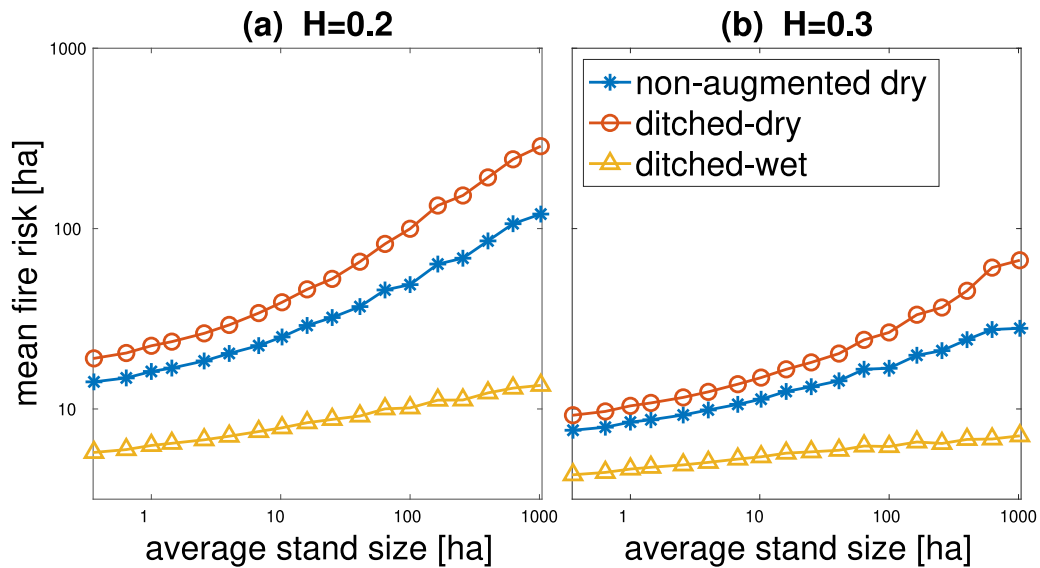 (a) H=0.2
(b) H=0.3
mean fire risk [ha]
1000
100
10
non-augmented dry
ditched-dry
ditched-wet
1 10 100 1000
1 10 100 1000
average stand size [ha]
average stand size [ha]